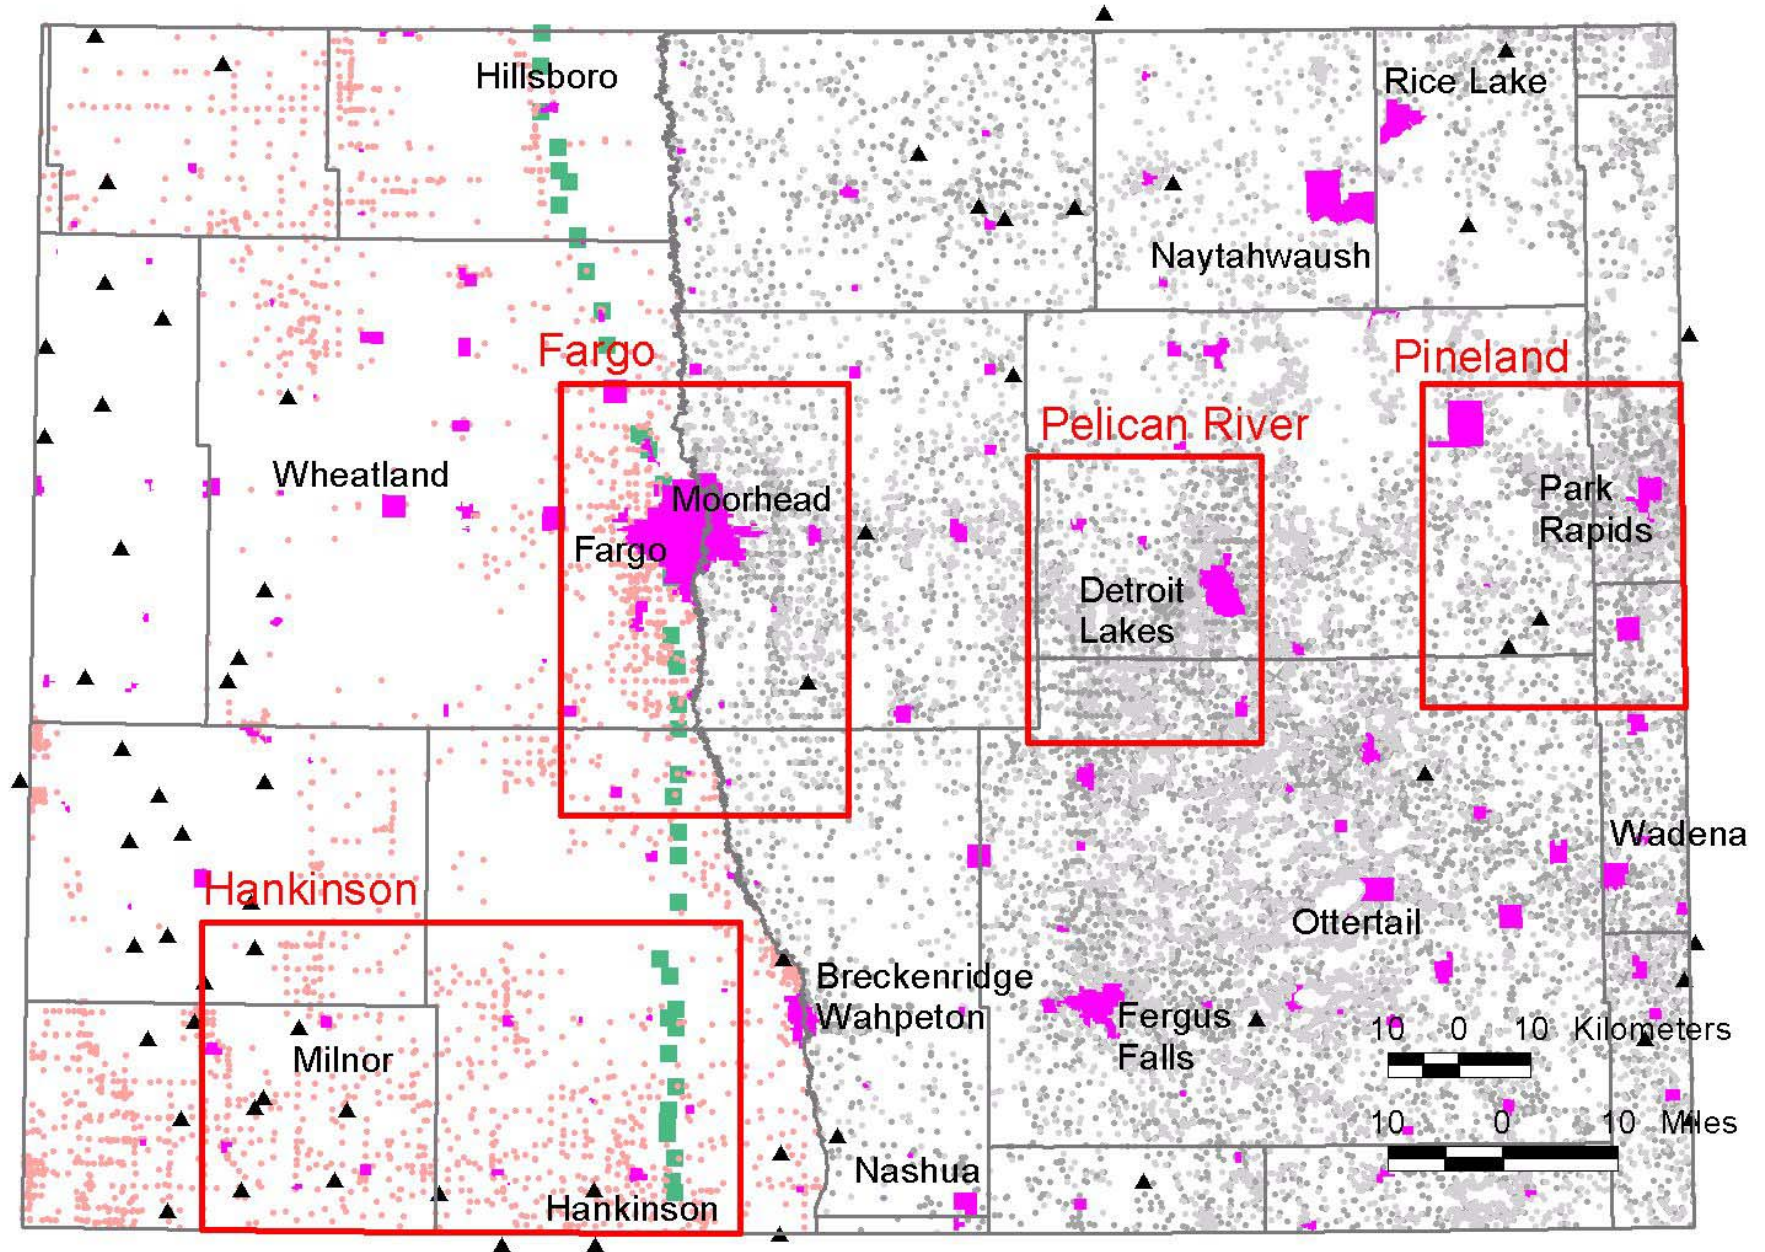 Hillsboro
Rice Lake
Naytahwaush
Fargo
Pineland
Pelican River
Wheatland
Moorhead
Park
Rapids
Fargo
Detroit
Lakes
Wadena
Hankinson
Ottertail
Breckenridge
Wahpeton
Fergus
Falls
10 0 10 Kilometers
Milnor
10 0 10 Miles
Nashua
Hankinson